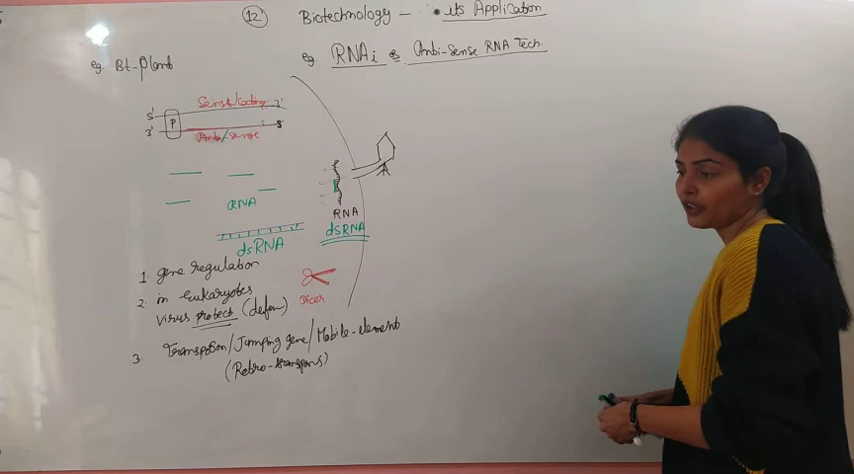 12
Biotechnology – its Application
eg. Bt-Plant
eg. RNAi & Anti-Sense RNA Tech.
Sense/Coding 3'
5'
P
3' 5'
Anti/Sense
RNA
RNA
dsRNA
dsRNA
1. gene regulation
2. in eukaryotes
virus protect (defen)
Dicer
3. Transposon/Jumping gene/Mobile-element
(Retro-transpons)